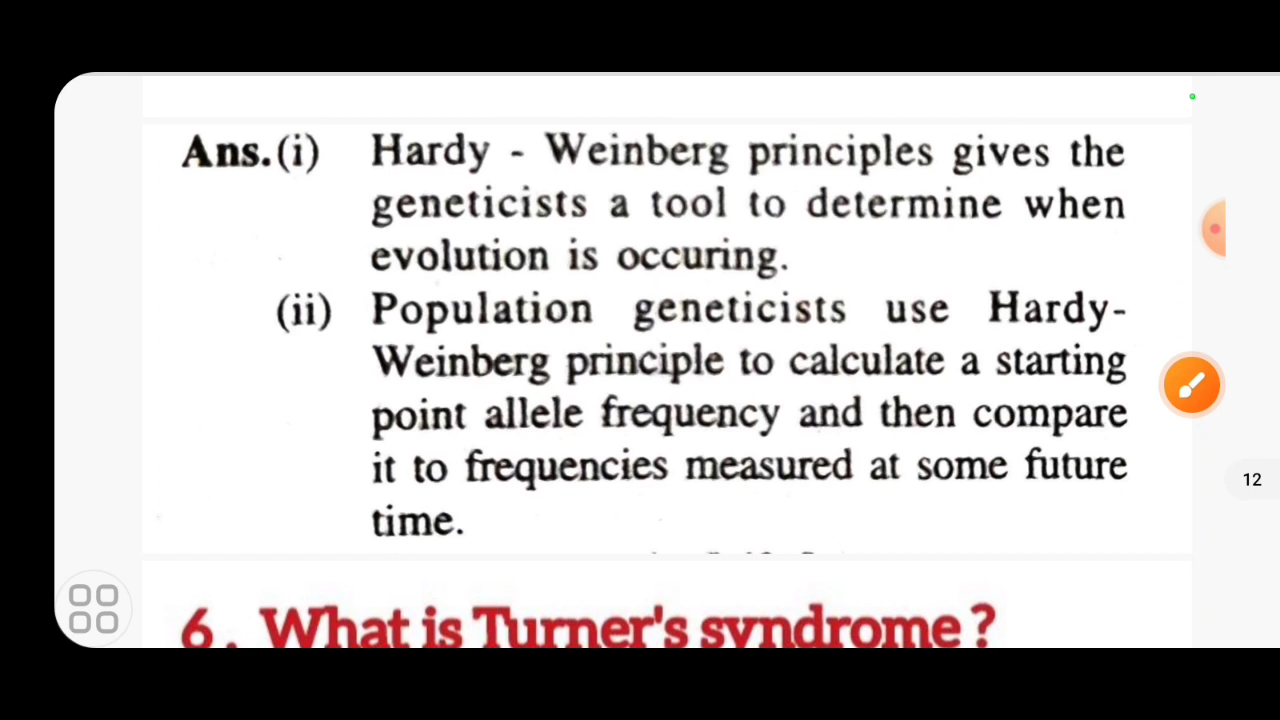 Ans.(i) Hardy - Weinberg principles gives the
geneticists a tool to determine when
evolution is occuring.
(ii) Population geneticists use Hardy-
Weinberg principle to calculate a starting
point allele frequency and then compare
it to frequencies measured at some future
time.
12
6. What is Turner's syndrome?